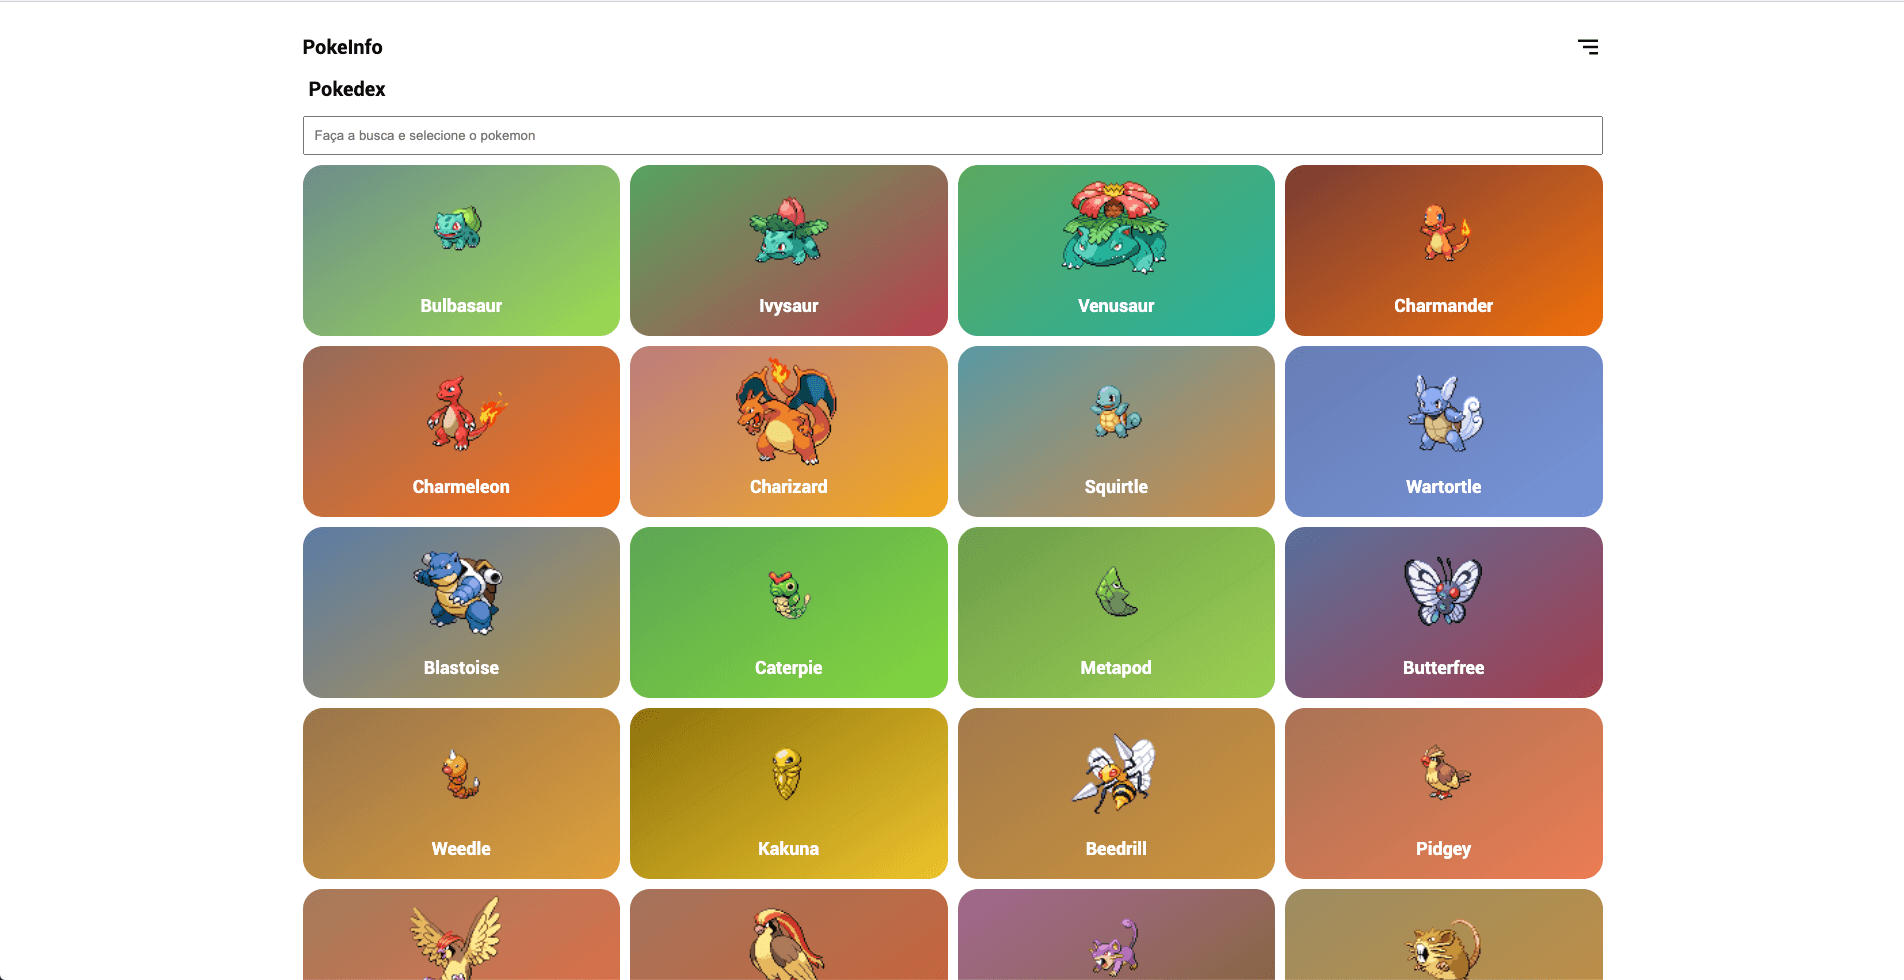 PokeInfo
Pokedex
Faça a busca e selecione o pokemon
Bulbasaur
Ivysaur
Venusaur
Charmander
Charmeleon
Charizard
Squirtle
Wartortle
Blastoise
Caterpie
Metapod
Butterfree
Weedle
Kakuna
Beedrill
Pidgey